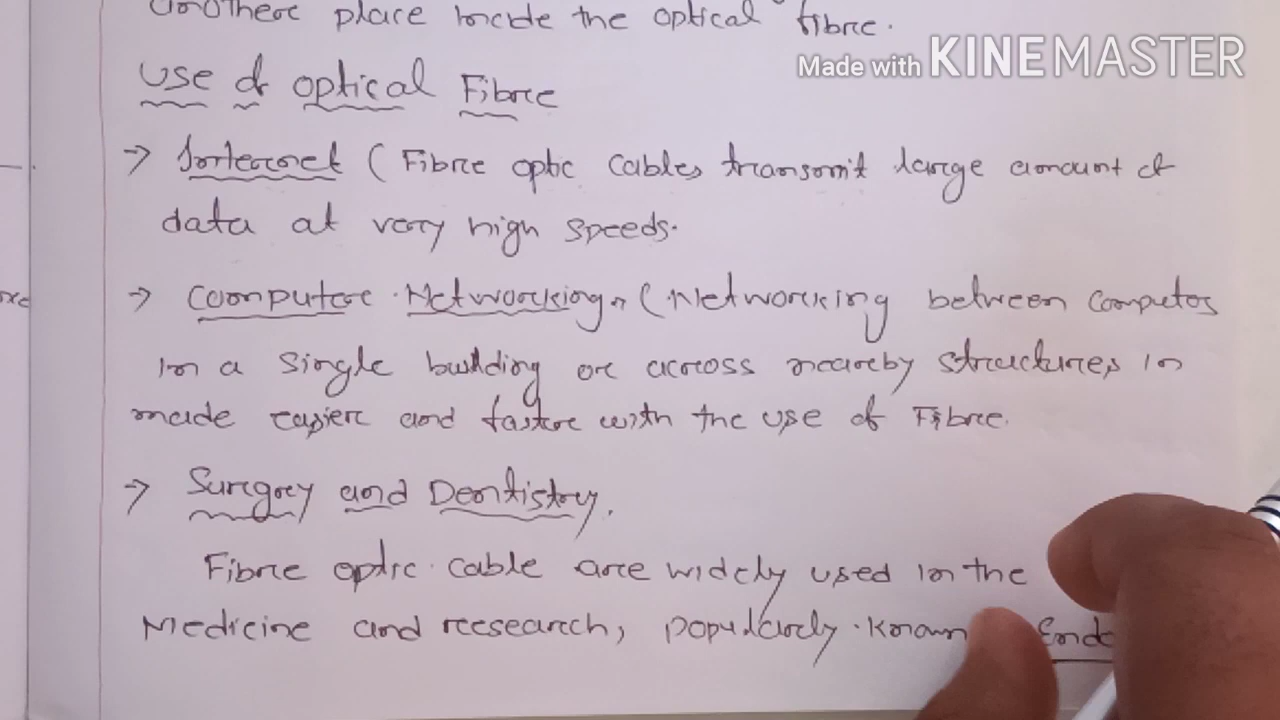 another place inside the optical fibre.
Made with KINEMASTER
Use of optical Fibre
→ Internet ( Fibre optic cables transmit large amount of
data at very high speeds.
→ Computer Networking, ( Networking between computers
in a single building or across nearby structures in
made easier and faster with the use of Fibre.
→ Surgery and Dentistry.
Fibre optic cable are widely used in the
Medicine and research, popularly known